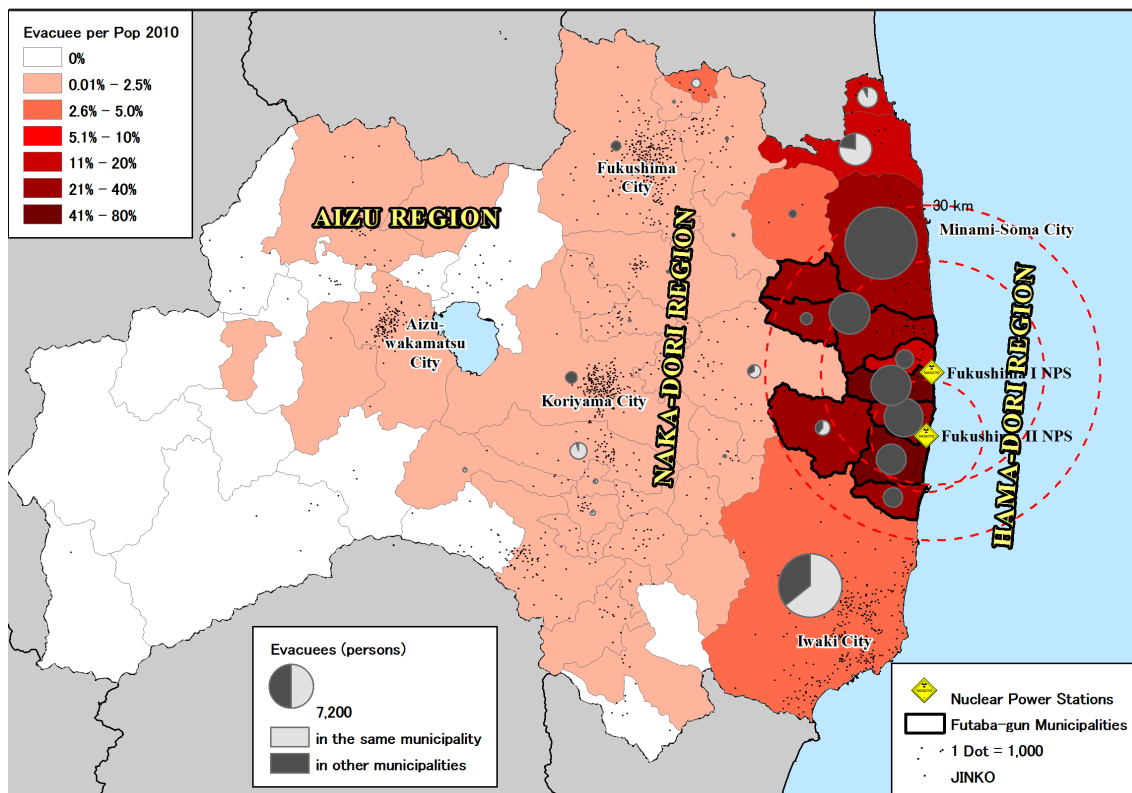 Evacuee per Pop 2010
0%
0.01% - 2.5%
2.6% - 5.0%
5.1% - 10%
11% - 20%
21% - 40%
41% - 80%
Fukushima
City
AIZU REGION
30 km
Minami-Soma City
NAKA-DORI REGION
HAMA-DORI REGION
Aizu-
wakamatsu
City
Koriyama City
Fukushima I NPS
Fukushima II NPS
Iwaki City
Evacuees (persons)
7,200
in the same municipality
in other municipalities
Nuclear Power Stations
Futaba-gun Municipalities
1 Dot = 1,000
JINKO